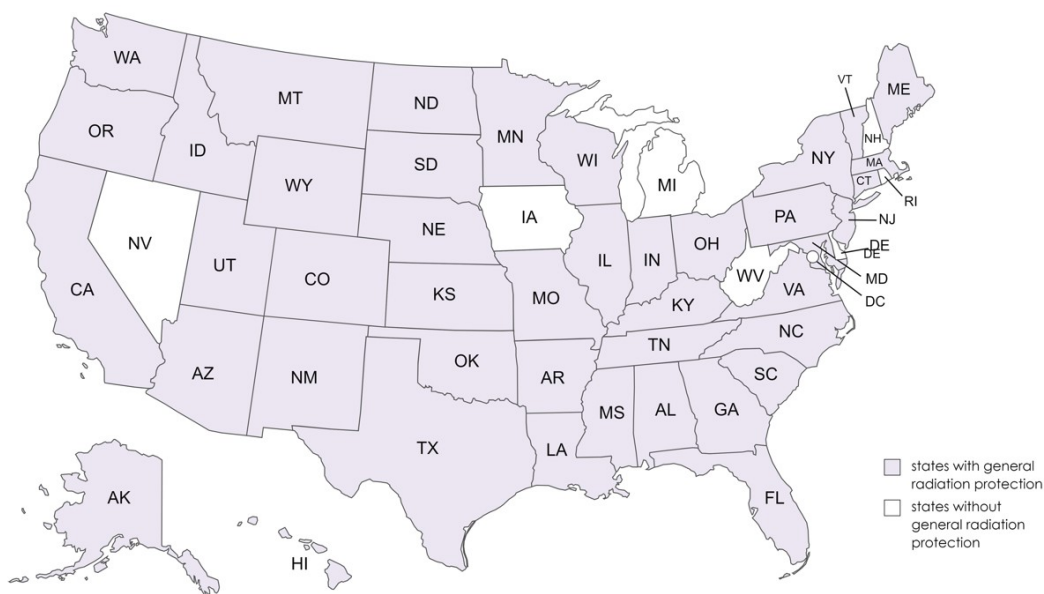 WA
MT
ND
MN
OR
ID
SD
WI
WY
MI
VT
ME
NH
NY
MA
CT
RI
NV
UT
CO
NE
IA
IL
IN
OH
PA
NJ
DE
DE
MD
DC
CA
KS
MO
KY
WV
VA
AZ
NM
OK
AR
TN
NC
SC
TX
LA
MS
AL
GA
FL
AK
HI
states with general
radiation protection
states without
general radiation
protection